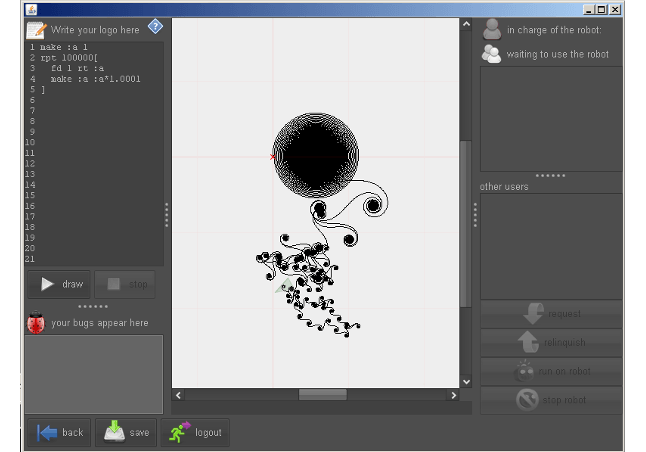 Write your logo here
in charge of the robot:
waiting to use the robot
1 make :a 1
2 rpt 100000[
3 fd 1 rt :a
4 make :a :a*1.0001
5 ]
6
7
8
9
10
11
12
13
14
15
16
17
18
19
20
21
other users
draw
stop
your bugs appear here
request
relinquish
run on robot
stop robot
back
save
logout